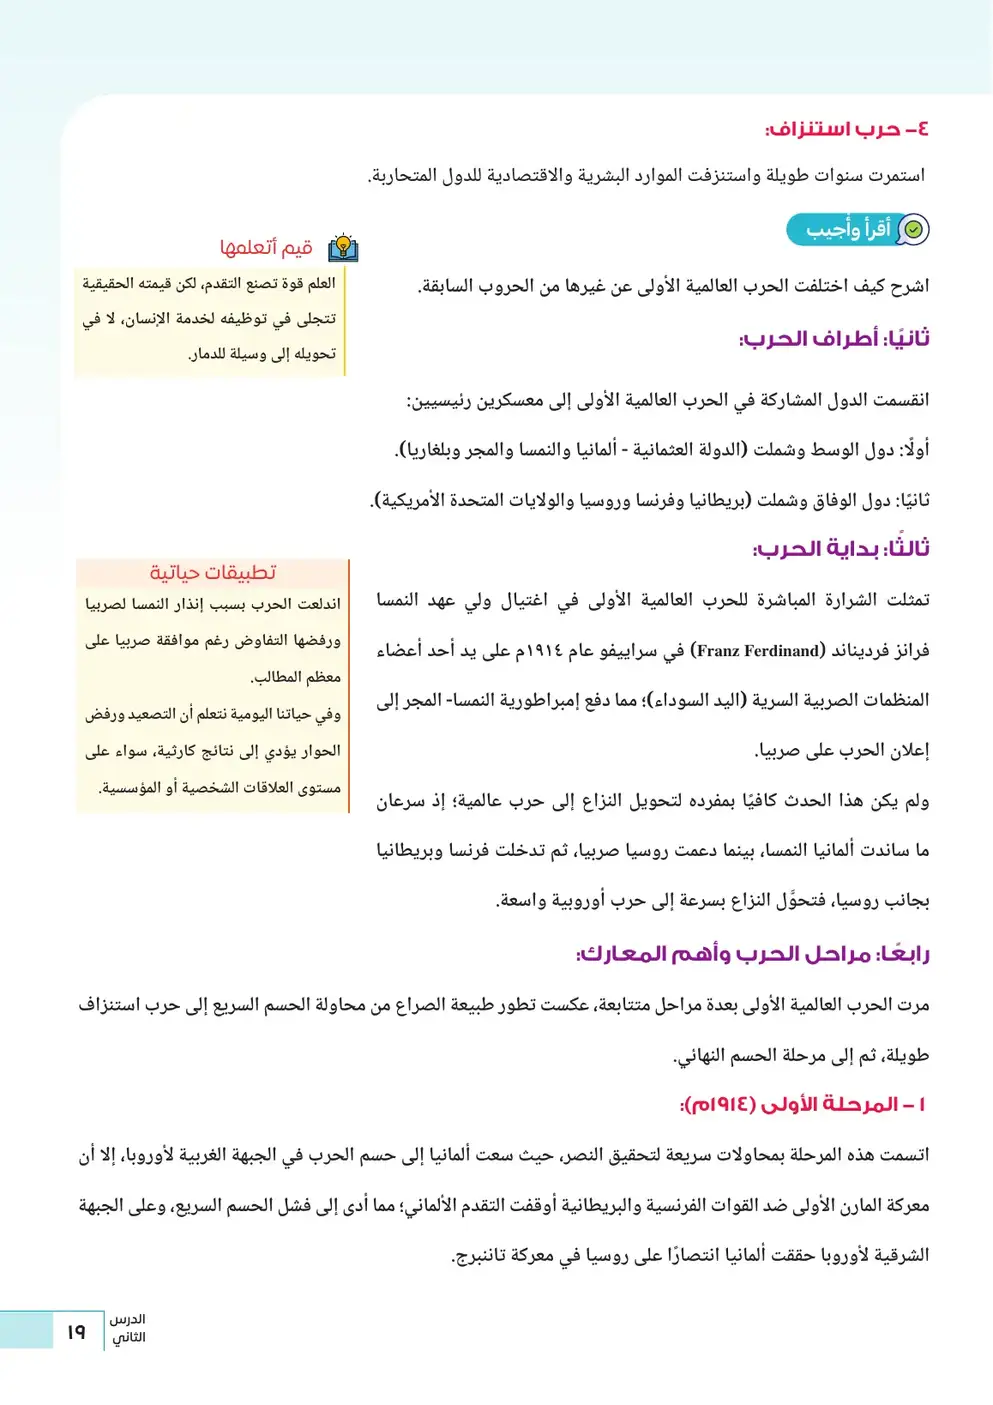 ٤- حرب استنزاف:
استمرت سنوات طويلة واستنزفت الموارد البشرية والاقتصادية للدول المتحاربة.
أقرأ وأجيب
اشرح كيف اختلفت الحرب العالمية الأولى عن غيرها من الحروب السابقة.
قيم أتعلمها
العلم قوة تصنع التقدم، لكن قيمته الحقيقية
تتجلى في توظيفه لخدمة الإنسان، لا في
تحويله إلى وسيلة للدمار.
ثانيًا: أطراف الحرب:
انقسمت الدول المشاركة في الحرب العالمية الأولى إلى معسكرين رئيسيين:
أولًا: دول الوسط وشملت (الدولة العثمانية - ألمانيا والنمسا والمجر وبلغاريا).
ثانيًا: دول الوفاق وشملت (بريطانيا وفرنسا وروسيا والولايات المتحدة الأمريكية).
ثالثًا: بداية الحرب:
تمثلت الشرارة المباشرة للحرب العالمية الأولى في اغتيال ولي عهد النمسا
فرانز فرديناند (Franz Ferdinand) في سراييفو عام ١٩١٤م على يد أحد أعضاء
المنظمات الصربية السرية (اليد السوداء)؛ مما دفع إمبراطورية النمسا- المجر إلى
إعلان الحرب على صربيا.
ولم يكن هذا الحدث كافيًا بمفرده لتحويل النزاع إلى حرب عالمية؛ إذ سرعان
ما ساندت ألمانيا النمسا، بينما دعمت روسيا صربيا، ثم تدخلت فرنسا وبريطانيا
بجانب روسيا، فتحوَّل النزاع بسرعة إلى حرب أوروبية واسعة.
تطبيقات حياتية
اندلعت الحرب بسبب إنذار النمسا لصربيا
ورفضها التفاوض رغم موافقة صربيا على
معظم المطالب.
وفي حياتنا اليومية نتعلم أن التصعيد ورفض
الحوار يؤدي إلى نتائج كارثية، سواء على
مستوى العلاقات الشخصية أو المؤسسية.
رابعًا: مراحل الحرب وأهم المعارك:
مرت الحرب العالمية الأولى بعدة مراحل متتابعة، عكست تطور طبيعة الصراع من محاولة الحسم السريع إلى حرب استنزاف
طويلة، ثم إلى مرحلة الحسم النهائي.
١ - المرحلة الأولى (١٩١٤م):
اتسمت هذه المرحلة بمحاولات سريعة لتحقيق النصر، حيث سعت ألمانيا إلى حسم الحرب في الجبهة الغربية لأوروبا، إلا أن
معركة المارن الأولى ضد القوات الفرنسية والبريطانية أوقفت التقدم الألماني؛ مما أدى إلى فشل الحسم السريع، وعلى الجبهة
الشرقية لأوروبا حققت ألمانيا انتصارًا على روسيا في معركة تاننبرج.
الدرس
الثاني
١٩